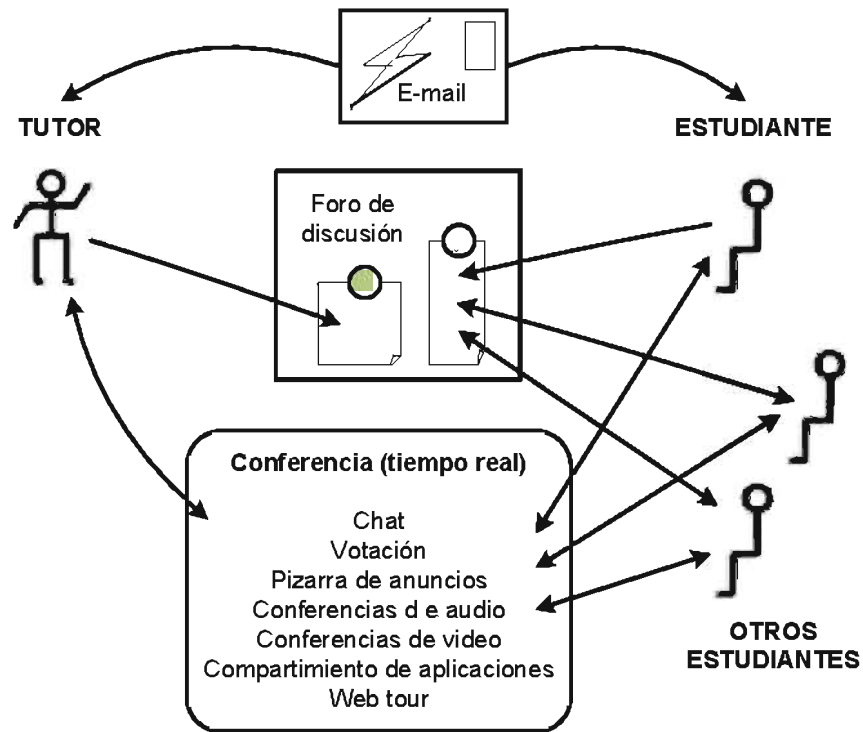 E-mail
TUTOR
ESTUDIANTE
Foro de
discusión
Conferencia (tiempo real)
Chat
Votación
Pizarra de anuncios
Conferencias d e audio
Conferencias de video
Compartimiento de aplicaciones
Web tour
OTROS
ESTUDIANTES